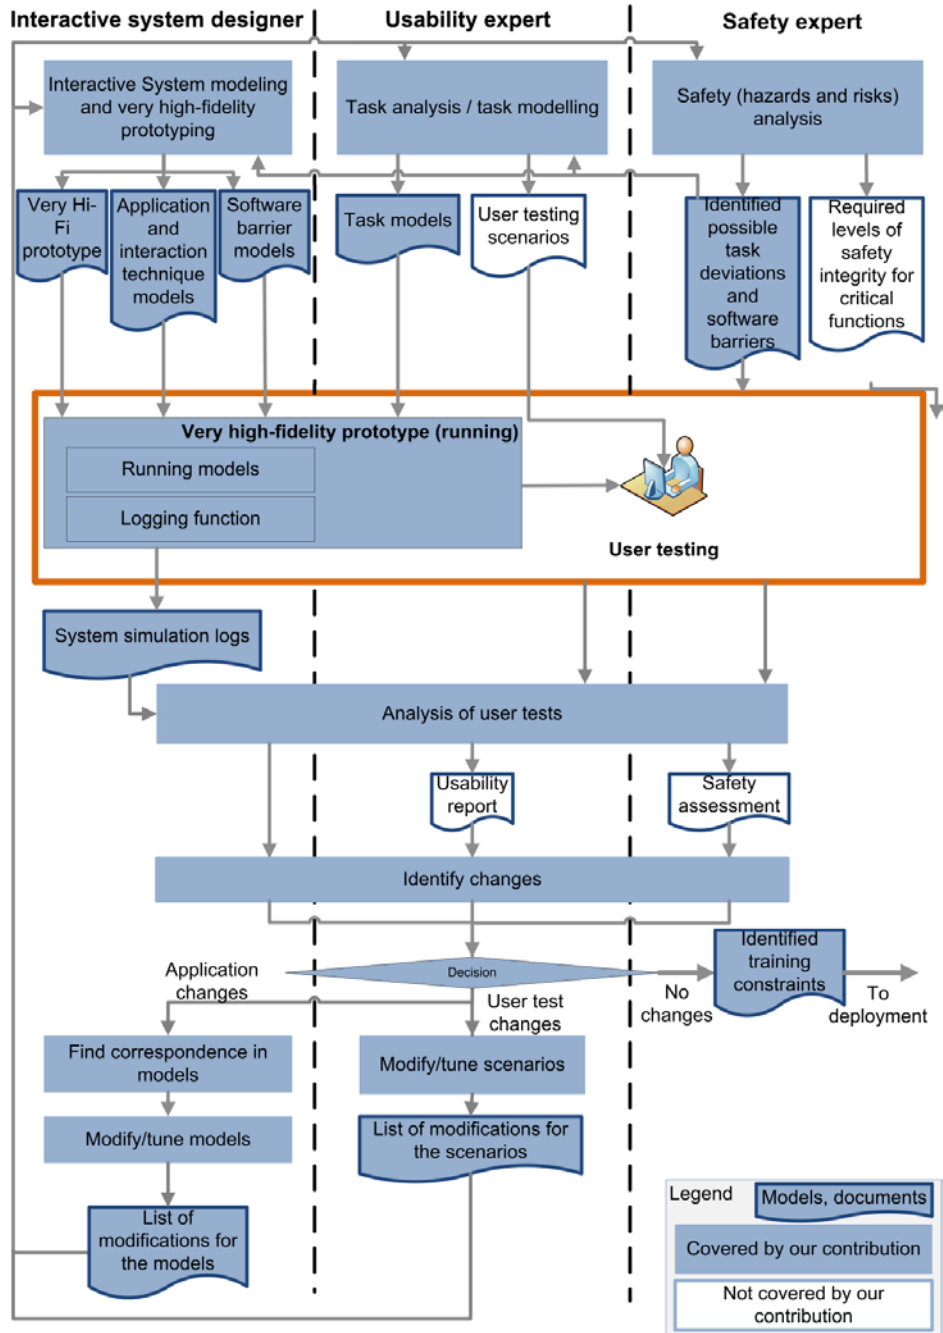 Interactive system designer
Usability expert
Safety expert
Interactive System modeling
and very high-fidelity
prototyping
Task analysis / task modelling
Safety (hazards and risks)
analysis
Very Hi-
Fi
prototype
Application
and
interaction
technique
models
Software
barrier
models
Task models
User testing
scenarios
Identified
possible
task
deviations
and
software
barriers
Required
levels of
safety
integrity for
critical
functions
Very high-fidelity prototype (running)
Running models
Logging function
User testing
System simulation logs
Analysis of user tests
Usability
report
Safety
assessment
Identify changes
Decision
Application
changes
User test
changes
No
changes
Identified
training
constraints
To
deployment
Find correspondence in
models
Modify/tune scenarios
Modify/tune models
List of modifications for
the scenarios
List of
modifications for
the models
Legend
Models, documents
Covered by our contribution
Not covered by our
contribution